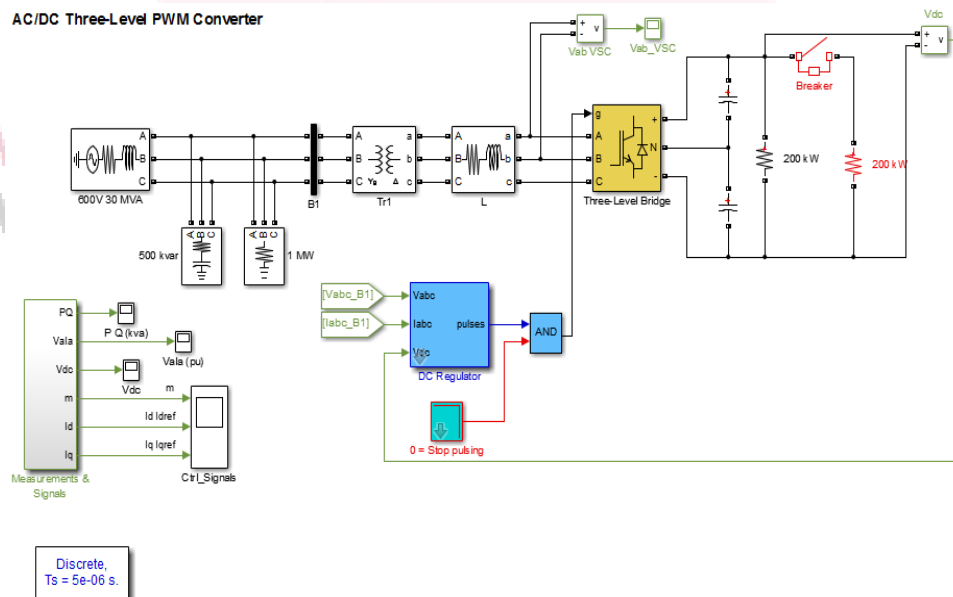 AC/DC Three-Level PWM Converter
Vdc
+
v
-
+
v
-
Vab VSC
Vab_VSC
Breaker
g
A
B
C
+
N
-
Three-Level Bridge
200 kW
200 kW
A
B
C
600V 30 MVA
B1
A
B
C
a
b
c
Yg
Δ
Tr1
A
B
C
a
b
c
L
A B C
500 kvar
A B C
1 MW
[Vabc_B1]
[Iabc_B1]
Vabc
Iabc
Vdc
pulses
DC Regulator
AND
0 = Stop pulsing
PQ
VaIa
Vdc
m
Id
Iq
Measurements &
Signals
P Q (kva)
VaIa (pu)
Vdc
m
Id Idref
Iq Iqref
Ctrl_Signals
Discrete,
Ts = 5e-06 s.